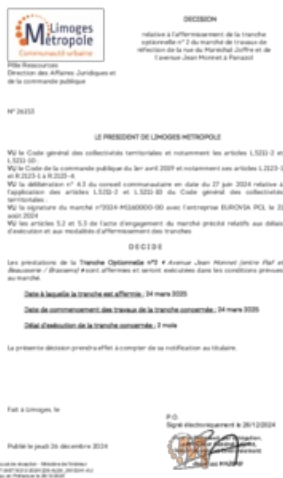 Limoges
Métropole
Communauté urbaine
DECISION
relative à l'affermissement de la tranche
optionnelle n° 2 du marché de travaux de
réfection de la rue du Maréchal Joffre et de
l'avenue Jean Monnet à Panazol
Pôle Ressources
Direction des Affaires Juridiques et
de la commande publique
N° 26153
LE PRESIDENT DE LIMOGES METROPOLE
VU le Code général des collectivités territoriales et notamment les articles L.5211-2 et
L.5211-10
VU le Code de la commande publique du 1er avril 2019 et notamment ses articles L.2123-1
et R.2123-1 à R.2123-6
VU la délibération n° 4.3 du conseil communautaire en date du 27 juin 2024 relative à
l'application des articles L.5211-2 et L.5211-10 du Code général des collectivités
territoriales ;
VU la signature du marché n°2024-M1160000-00 avec l'entreprise EUROVIA PCL le 21
août 2024
VU les articles 5.2 et 5.3 de l'acte d'engagement du marché précité relatifs aux délais
d'exécution et aux modalités d'affermissement des tranches
D E C I D E
Les prestations de la Tranche Optionnelle n°2 « Avenue Jean Monnet (entre Piaf et
Beausserie / Brassens) » sont affermies et seront exécutées dans les conditions prévues
au marché.
Date à laquelle la tranche est affermie : 24 mars 2025
Date de commencement des travaux de la tranche concernée : 24 mars 2025
Délai d'exécution de la tranche concernée : 2 mois
La présente décision prendra effet à compter de sa notification au titulaire.
Fait à Limoges, le
P.O.
Signé électroniquement le 26/12/2024
Publié le jeudi 26 décembre 2024